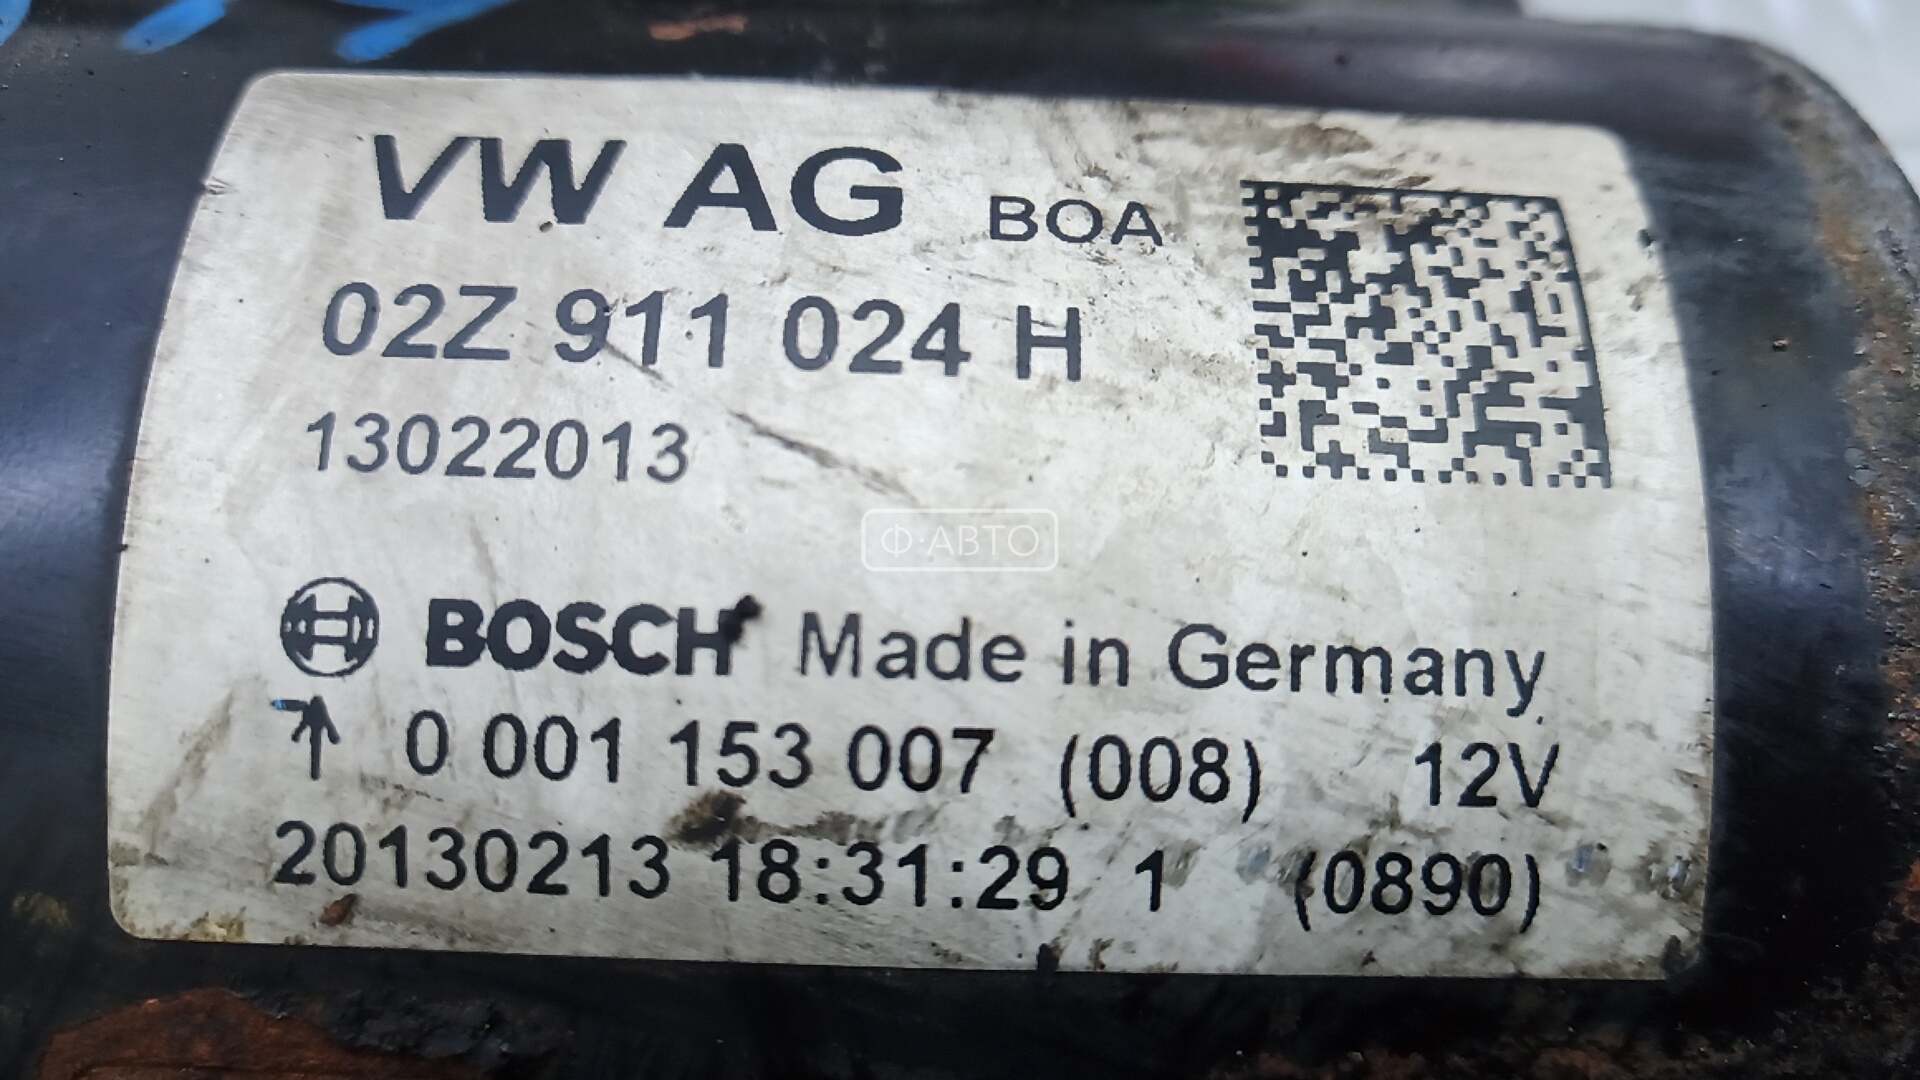 VW AG BOA
02Z 911 024 H
13022013
Ф·АВТО
BOSCH Made in Germany
↑ 0 001 153 007 (008) 12V
20130213 18:31:29 1 (0890)